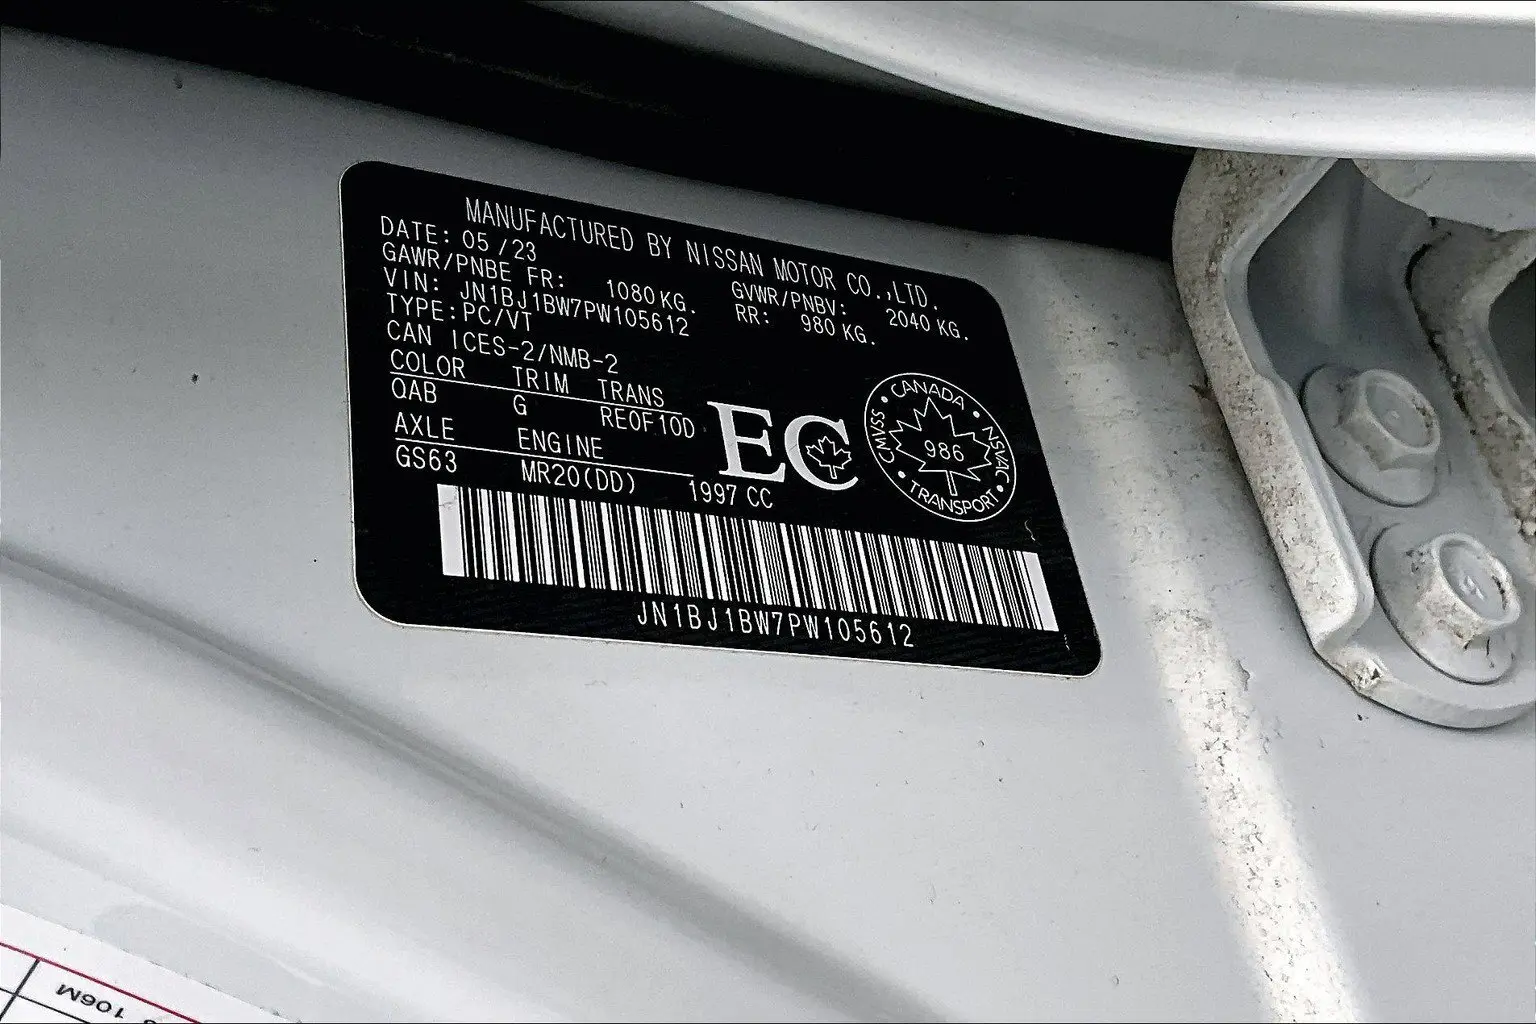 MANUFACTURED BY NISSAN MOTOR CO.,LTD.
DATE: 05 /23 GVWR/PNBV: 2040 KG.
GAWR/PNBE FR: 1080 KG. RR: 980 KG.
VIN: JN1BJ1BW7PW105612
TYPE: PC/VT
CAN ICES-2/NMB-2
COLOR TRIM TRANS
QAB G RE0F10D
AXLE ENGINE
GS63 MR20(DD) 1997 CC
EC
CANADA • NSVAC • TRANSPORT • CMVSS •
986
JN1BJ1BW7PW105612
106M